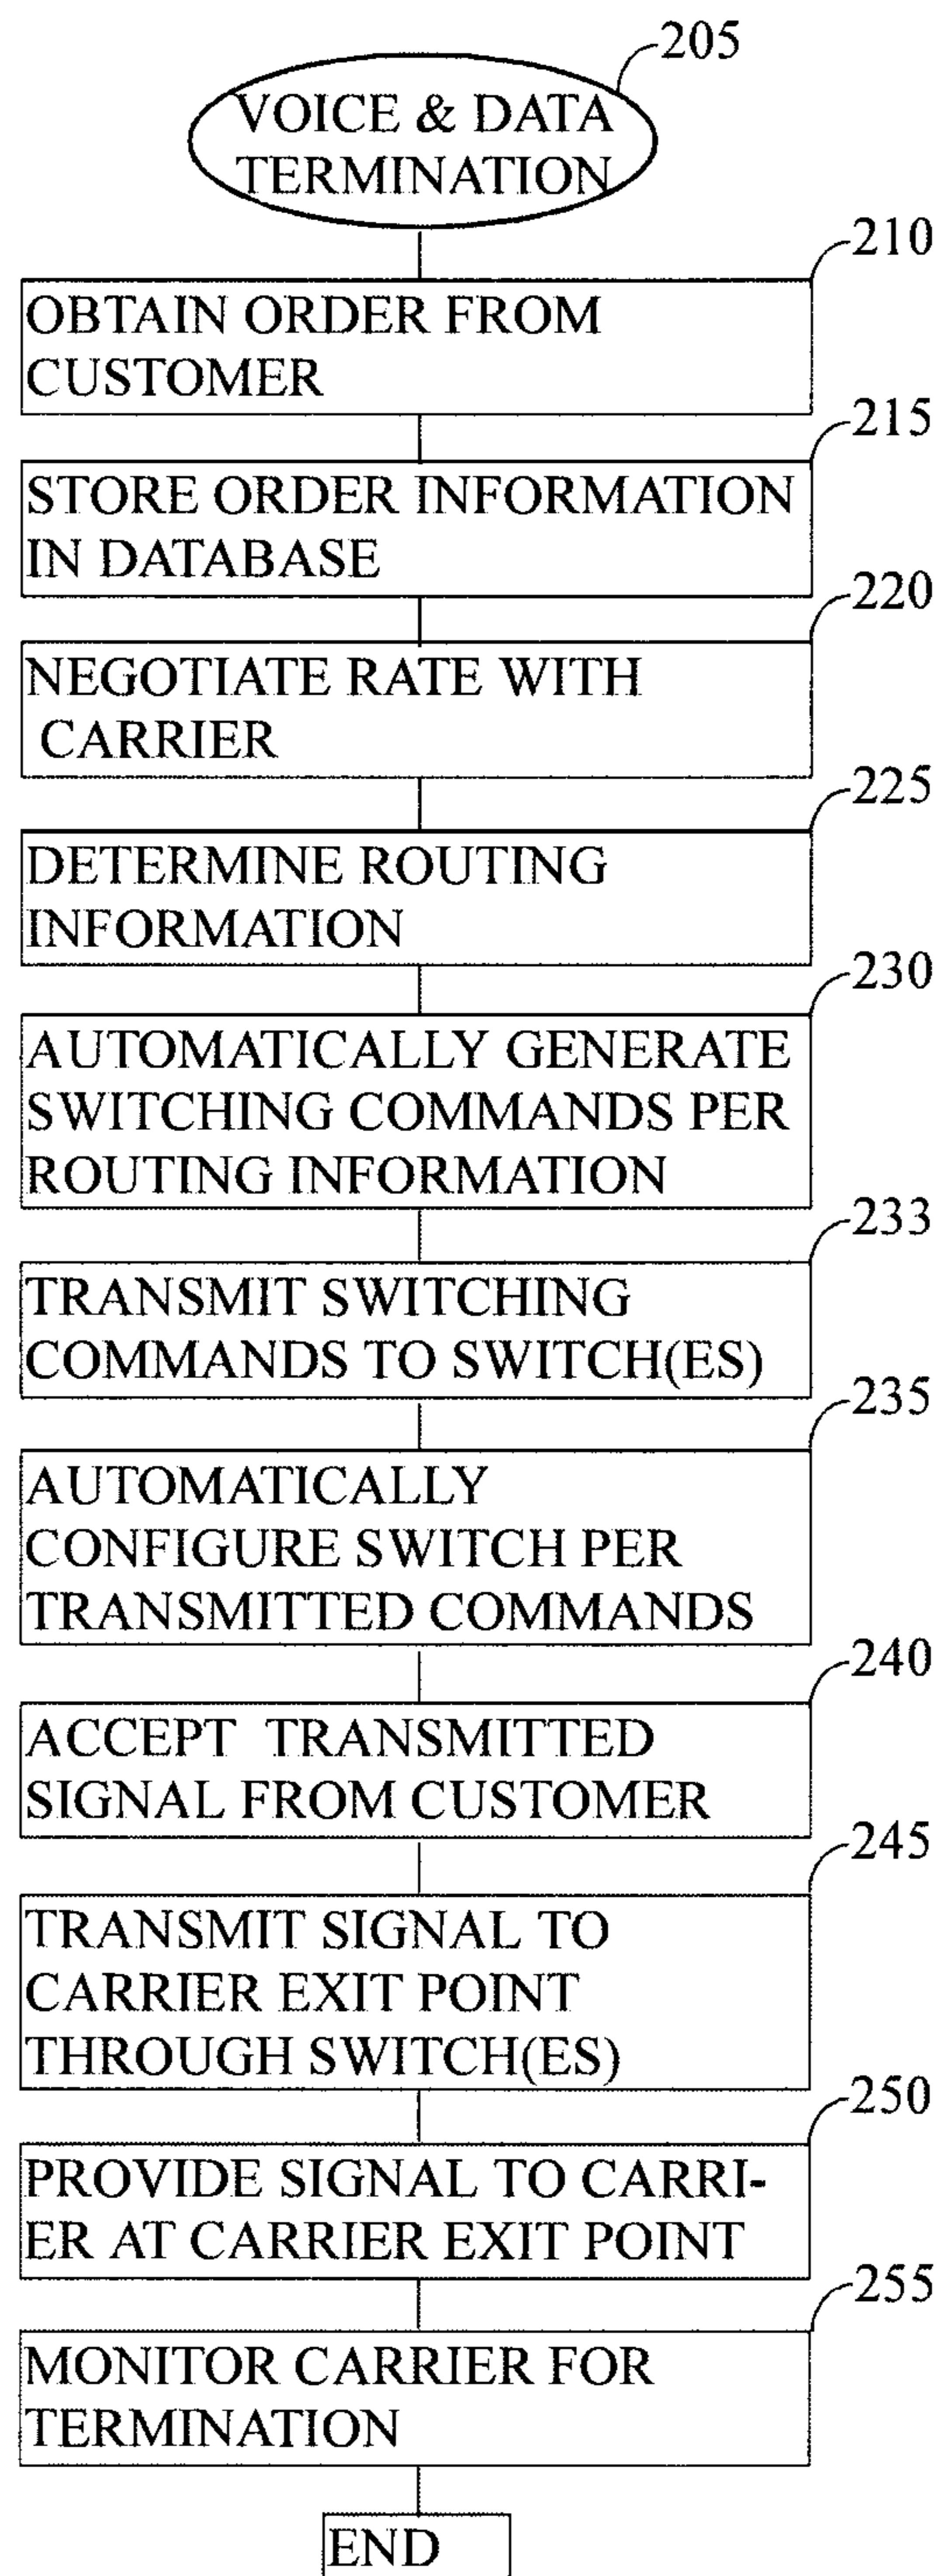 205
VOICE & DATA
TERMINATION
210
OBTAIN ORDER FROM
CUSTOMER
215
STORE ORDER INFORMATION
IN DATABASE
220
NEGOTIATE RATE WITH
CARRIER
225
DETERMINE ROUTING
INFORMATION
230
AUTOMATICALLY GENERATE
SWITCHING COMMANDS PER
ROUTING INFORMATION
233
TRANSMIT SWITCHING
COMMANDS TO SWITCH(ES)
235
AUTOMATICALLY
CONFIGURE SWITCH PER
TRANSMITTED COMMANDS
240
ACCEPT TRANSMITTED
SIGNAL FROM CUSTOMER
245
TRANSMIT SIGNAL TO
CARRIER EXIT POINT
THROUGH SWITCH(ES)
250
PROVIDE SIGNAL TO CARRI-
ER AT CARRIER EXIT POINT
255
MONITOR CARRIER FOR
TERMINATION
END